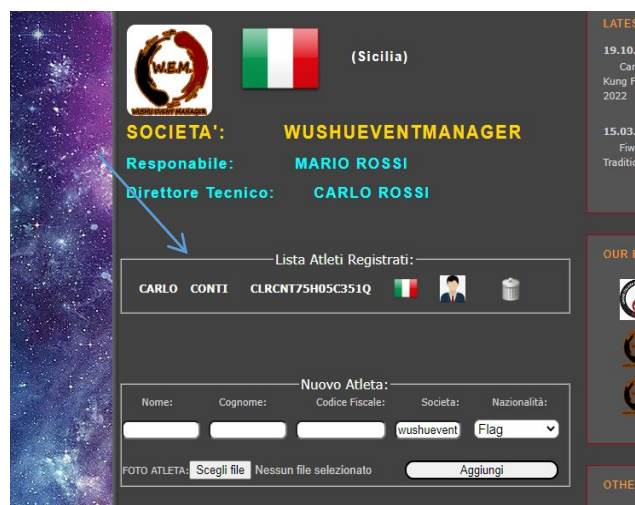 W.E.M.
WUSHU EVENT MANAGER
(Sicilia)
SOCIETA': WUSHUEVENTMANAGER
Responabile: MARIO ROSSI
Direttore Tecnico: CARLO ROSSI
Lista Atleti Registrati:
CARLO CONTI CLRCNT75H05C351Q
Nuovo Atleta:
Nome: Cognome: Codice Fiscale: Societa: Nazionalità:
wushuevent Flag
FOTO ATLETA: Scegli file Nessun file selezionato Aggiungi
LATES
19.10.
Car
Kung F
2022
15.03.
Fiw
Traditio
OUR
OTHE